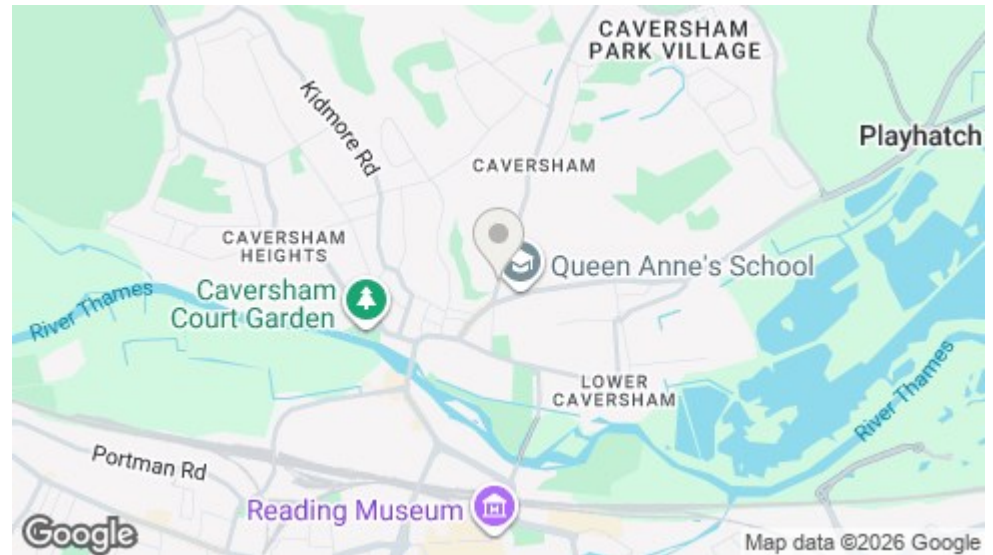 CAVERSHAM
PARK VILLAGE
Kidmore Rd
Playhatch
CAVERSHAM
CAVERSHAM
HEIGHTS
Queen Anne's School
Caversham
Court Garden
River Thames
LOWER
CAVERSHAM
River Thames
Portman Rd
Reading Museum
Google
Map data ©2026 Google